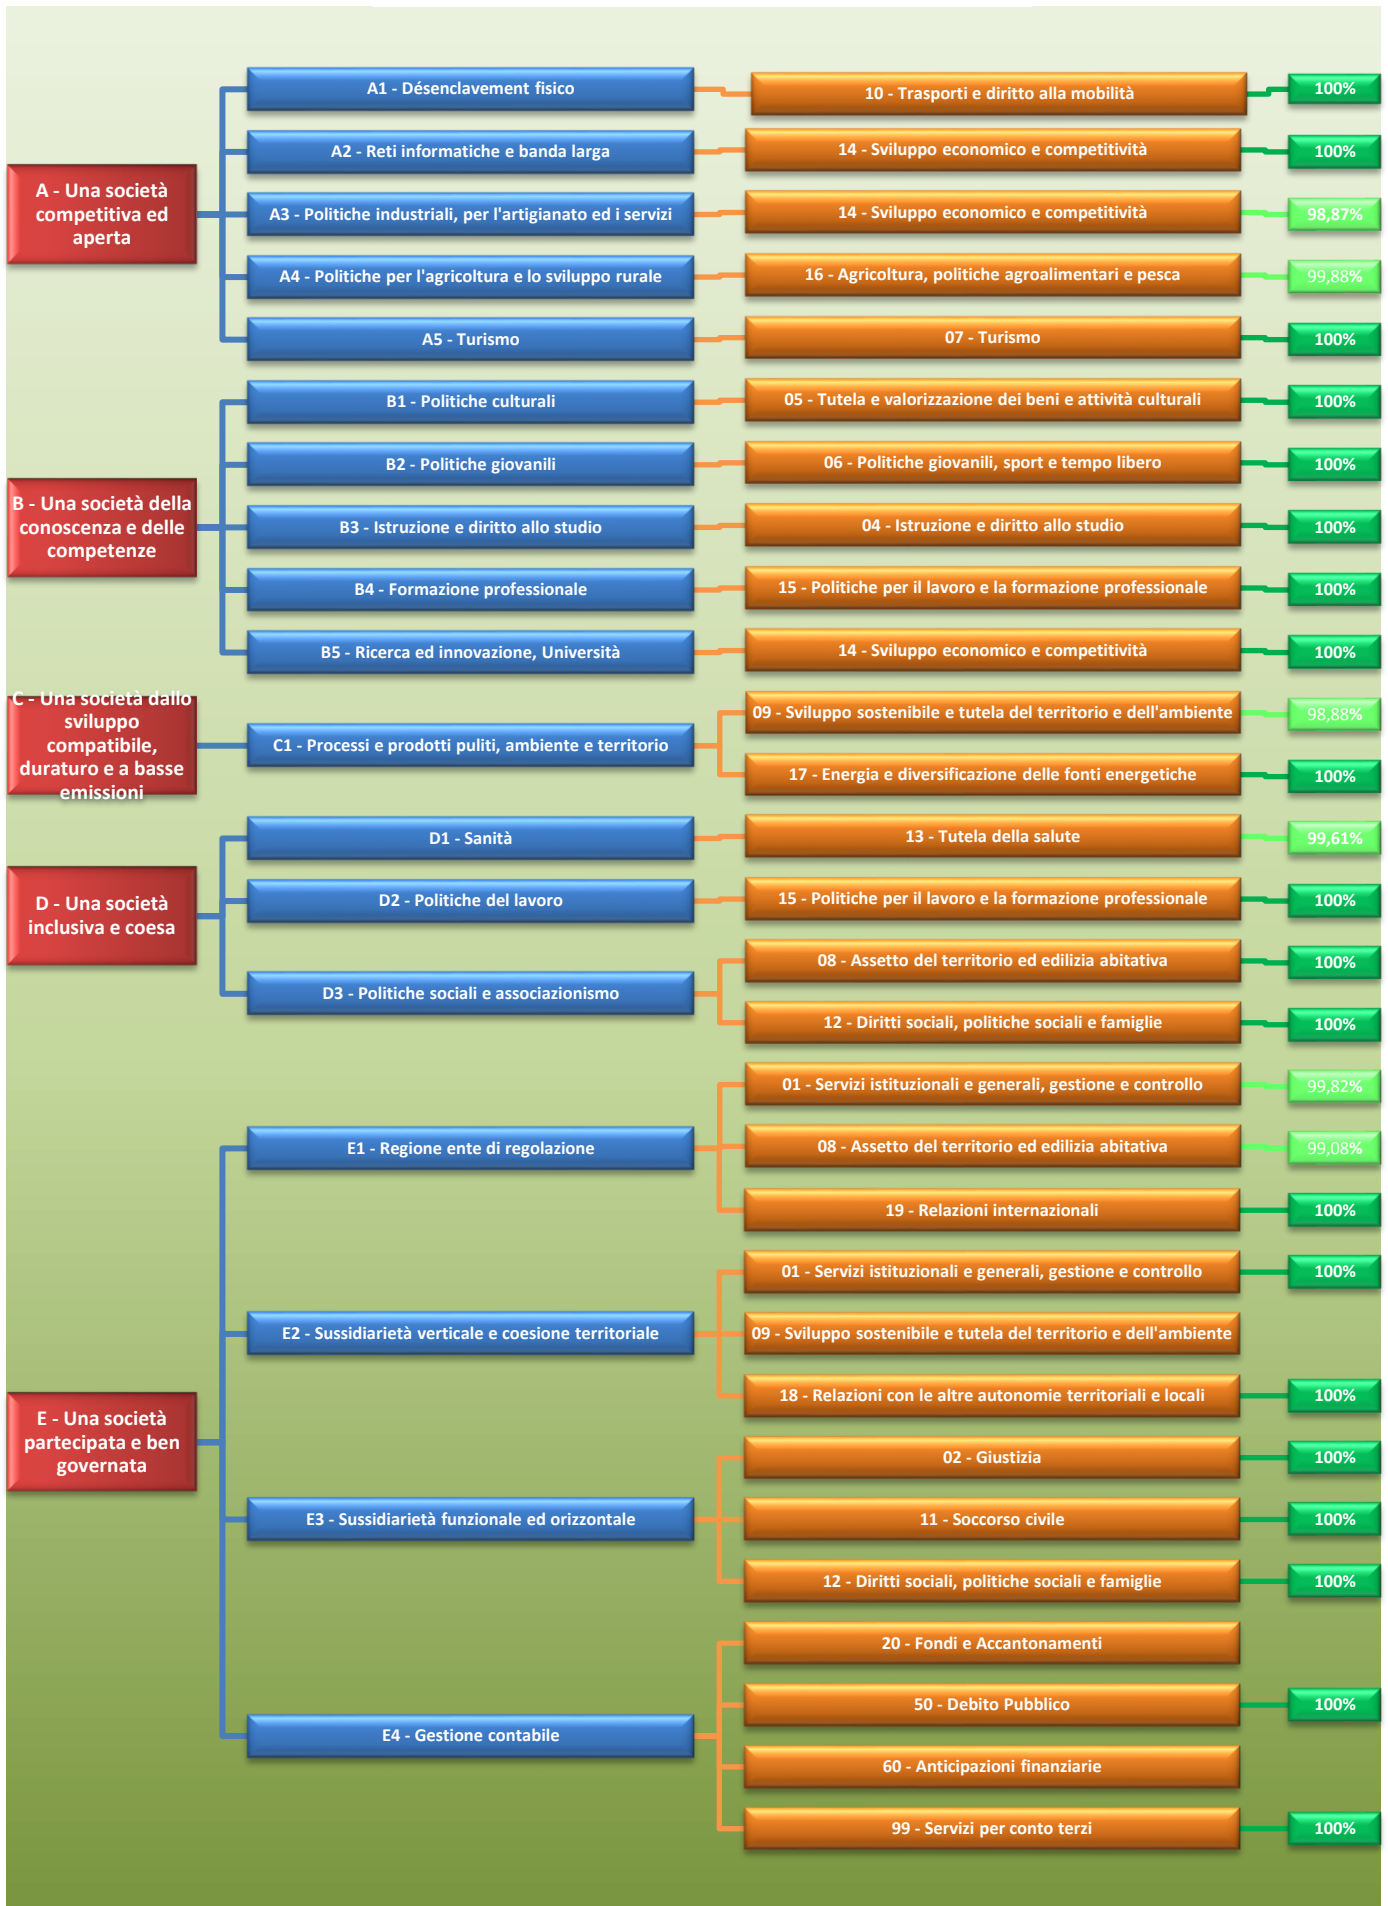 A - Una società
competitiva ed
aperta
A1 - Désenclavement fisico
10 - Trasporti e diritto alla mobilità
100%
A2 - Reti informatiche e banda larga
14 - Sviluppo economico e competitività
100%
A3 - Politiche industriali, per l'artigianato ed i servizi
14 - Sviluppo economico e competitività
98,87%
A4 - Politiche per l'agricoltura e lo sviluppo rurale
16 - Agricoltura, politiche agroalimentari e pesca
99,88%
A5 - Turismo
07 - Turismo
100%
B - Una società della
conoscenza e delle
competenze
B1 - Politiche culturali
05 - Tutela e valorizzazione dei beni e attività culturali
100%
B2 - Politiche giovanili
06 - Politiche giovanili, sport e tempo libero
100%
B3 - Istruzione e diritto allo studio
04 - Istruzione e diritto allo studio
100%
B4 - Formazione professionale
15 - Politiche per il lavoro e la formazione professionale
100%
B5 - Ricerca ed innovazione, Università
14 - Sviluppo economico e competitività
100%
C - Una società dallo
sviluppo
compatibile,
duraturo e a basse
emissioni
C1 - Processi e prodotti puliti, ambiente e territorio
09 - Sviluppo sostenibile e tutela del territorio e dell'ambiente
98,88%
17 - Energia e diversificazione delle fonti energetiche
100%
D - Una società
inclusiva e coesa
D1 - Sanità
13 - Tutela della salute
99,61%
D2 - Politiche del lavoro
15 - Politiche per il lavoro e la formazione professionale
100%
D3 - Politiche sociali e associazionismo
08 - Assetto del territorio ed edilizia abitativa
100%
12 - Diritti sociali, politiche sociali e famiglie
100%
E - Una società
partecipata e ben
governata
E1 - Regione ente di regolazione
01 - Servizi istituzionali e generali, gestione e controllo
99,82%
08 - Assetto del territorio ed edilizia abitativa
99,08%
19 - Relazioni internazionali
100%
E2 - Sussidiarietà verticale e coesione territoriale
01 - Servizi istituzionali e generali, gestione e controllo
100%
09 - Sviluppo sostenibile e tutela del territorio e dell'ambiente
18 - Relazioni con le altre autonomie territoriali e locali
100%
E3 - Sussidiarietà funzionale ed orizzontale
02 - Giustizia
100%
11 - Soccorso civile
100%
12 - Diritti sociali, politiche sociali e famiglie
100%
E4 - Gestione contabile
20 - Fondi e Accantonamenti
50 - Debito Pubblico
100%
60 - Anticipazioni finanziarie
99 - Servizi per conto terzi
100%